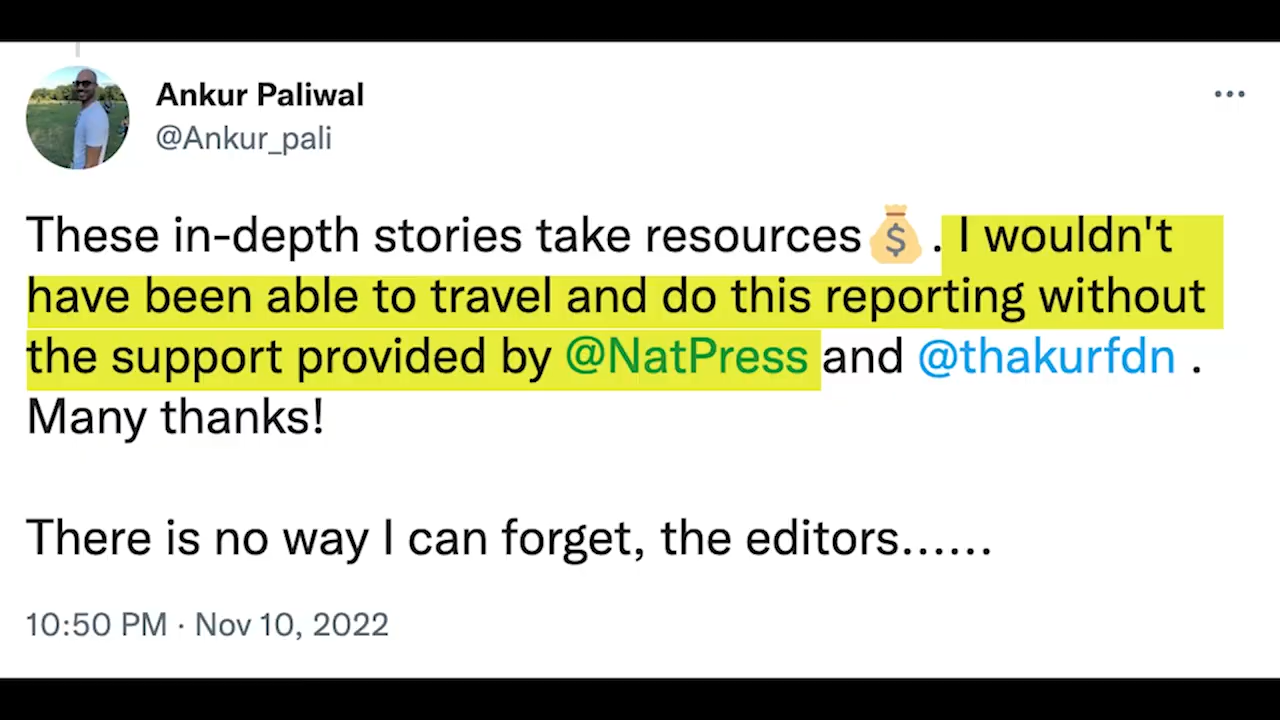 Ankur Paliwal
@Ankur_pali
These in-depth stories take resources💰. I wouldn't
have been able to travel and do this reporting without
the support provided by @NatPress and @thakurfdn .
Many thanks!
There is no way I can forget, the editors......
10:50 PM · Nov 10, 2022